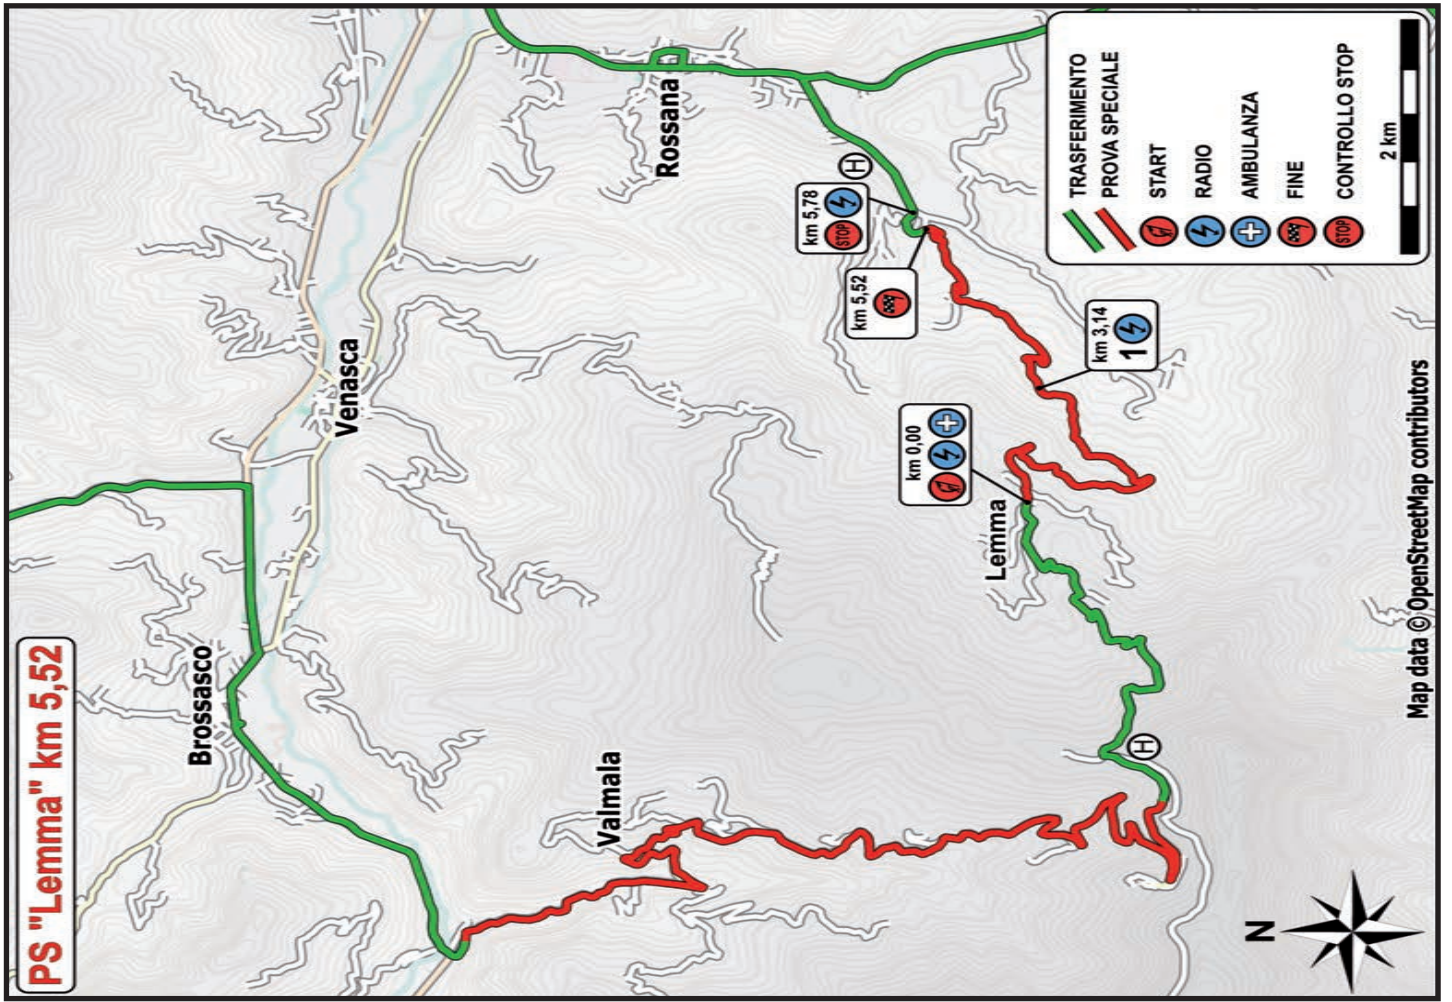 PS "Lemma" km 5,52
Brossasco
Venasca
Rossana
Valmala
Lemma
km 5,78
STOP
H
km 5,52
km 0,00
km 3,14
1
H
TRASFERIMENTO
PROVA SPECIALE
START
RADIO
AMBULANZA
FINE
STOP
CONTROLLO STOP
2 km
N
Map data © OpenStreetMap contributors